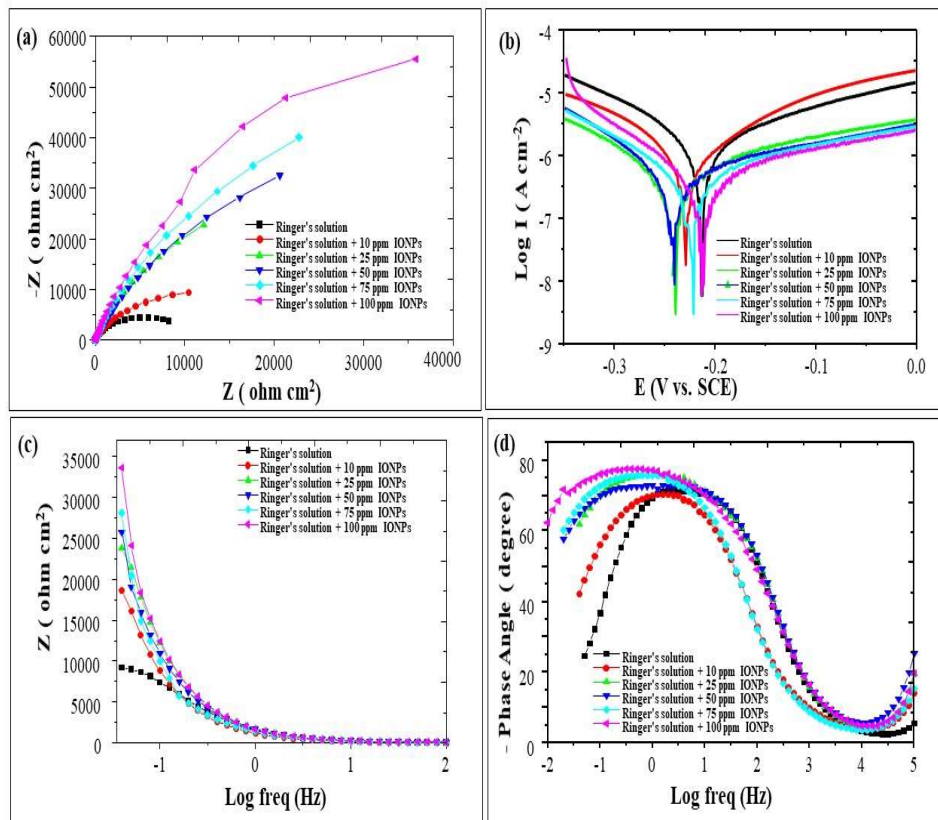 (a)
60000
50000
40000
30000
20000
10000
0
-Z ( ohm cm2)
Ringer's solution
Ringer's solution + 10 ppm IONPs
Ringer's solution + 25 ppm IONPs
Ringer's solution + 50 ppm IONPs
Ringer's solution + 75 ppm IONPs
Ringer's solution + 100 ppm IONPs
0 10000 20000 30000 40000
Z ( ohm cm2)
(b)
-4
-5
-6
-7
-8
-9
Log I ( A cm-2)
Ringer's solution
Ringer's solution + 10 ppm IONPs
Ringer's solution + 25 ppm IONPs
Ringer's solution + 50 ppm IONPs
Ringer's solution + 75 ppm IONPs
Ringer's solution + 100 ppm IONPs
-0.3 -0.2 -0.1 0.0
E (V vs. SCE)
(c)
35000
30000
25000
20000
15000
10000
5000
0
Z ( ohm cm2)
Ringer's solution
Ringer's solution + 10 ppm IONPs
Ringer's solution + 25 ppm IONPs
Ringer's solution + 50 ppm IONPs
Ringer's solution + 75 ppm IONPs
Ringer's solution + 100 ppm IONPs
-1 0 1 2
Log freq (Hz)
(d)
80
60
40
20
0
- Phase Angle ( degree)
Ringer's solution
Ringer's solution + 10 ppm IONPs
Ringer's solution + 25 ppm IONPs
Ringer's solution + 50 ppm IONPs
Ringer's solution + 75 ppm IONPs
Ringer's solution + 100 ppm IONPs
-2 -1 0 1 2 3 4 5
Log freq (Hz)